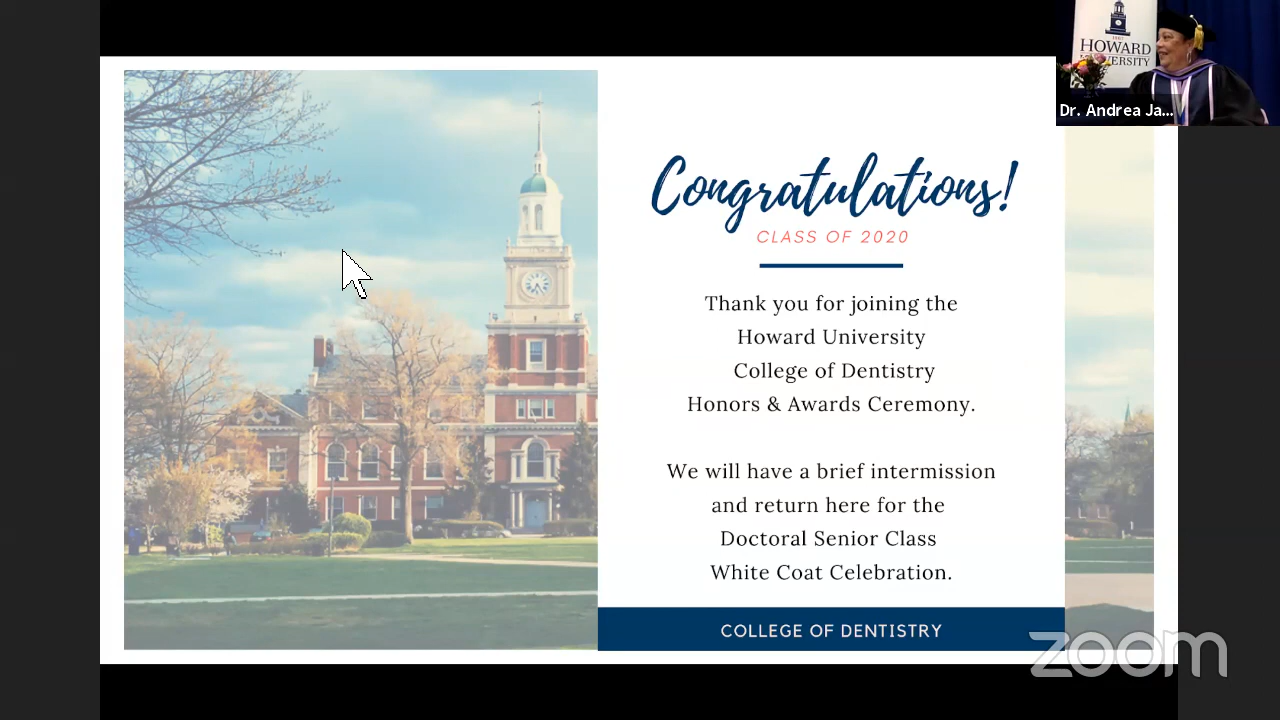 1867
HOWARD
UNIVERSITY
Dr. Andrea Ja...
Congratulations!
CLASS OF 2020
Thank you for joining the
Howard University
College of Dentistry
Honors & Awards Ceremony.
We will have a brief intermission
and return here for the
Doctoral Senior Class
White Coat Celebration.
COLLEGE OF DENTISTRY
zoom